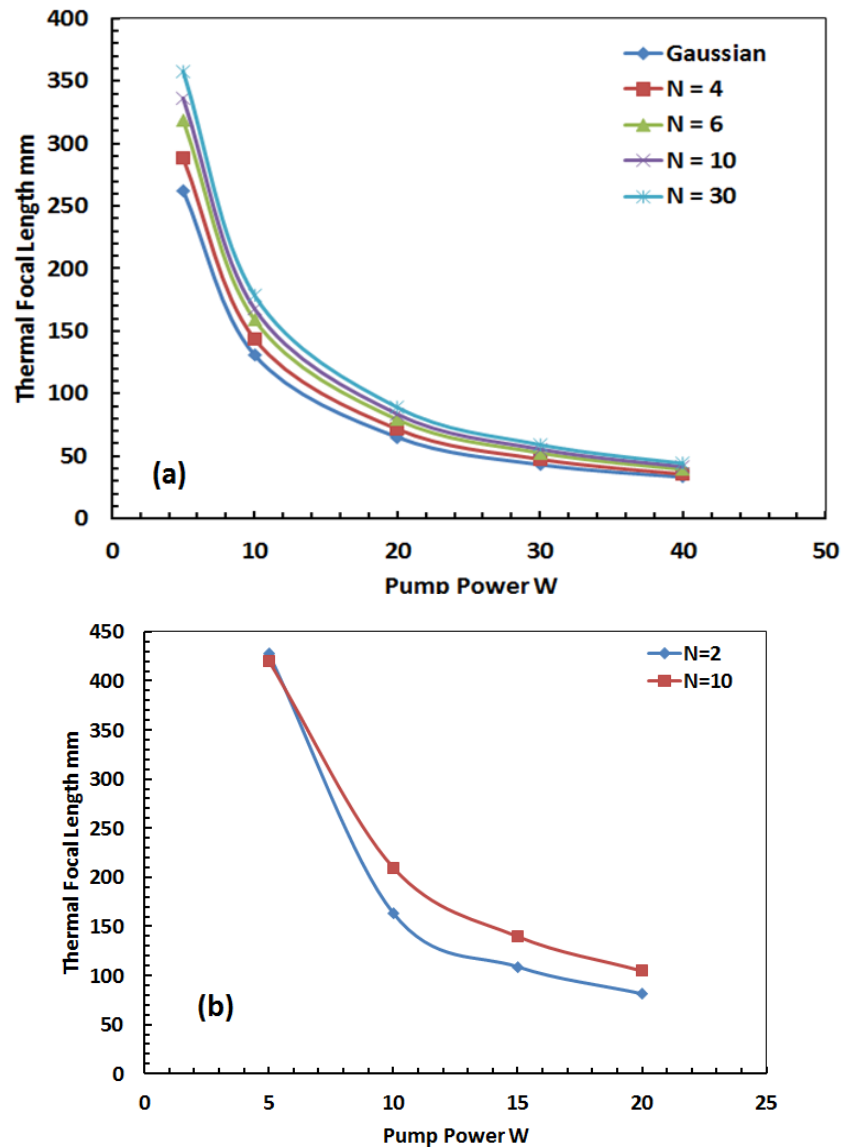 400
350
300
250
200
150
100
50
0
Thermal Focal Length mm
Gaussian
N = 4
N = 6
N = 10
N = 30
(a)
0 10 20 30 40 50
Pump Power W
450
400
350
300
250
200
150
100
50
0
Thermal Focal Length mm
N=2
N=10
(b)
0 5 10 15 20 25
Pump Power W